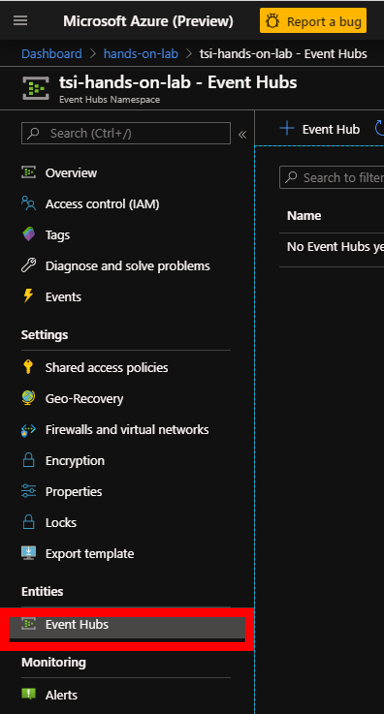 Microsoft Azure (Preview)
Report a bug
Dashboard > hands-on-lab > tsi-hands-on-lab - Event Hubs
tsi-hands-on-lab - Event Hubs
Event Hubs Namespace
Search (Ctrl+/)
«
+ Event Hub
Overview
Access control (IAM)
Tags
Diagnose and solve problems
Events
Settings
Shared access policies
Geo-Recovery
Firewalls and virtual networks
Encryption
Properties
Locks
Export template
Entities
Event Hubs
Monitoring
Alerts
Search to filter
Name
No Event Hubs ye